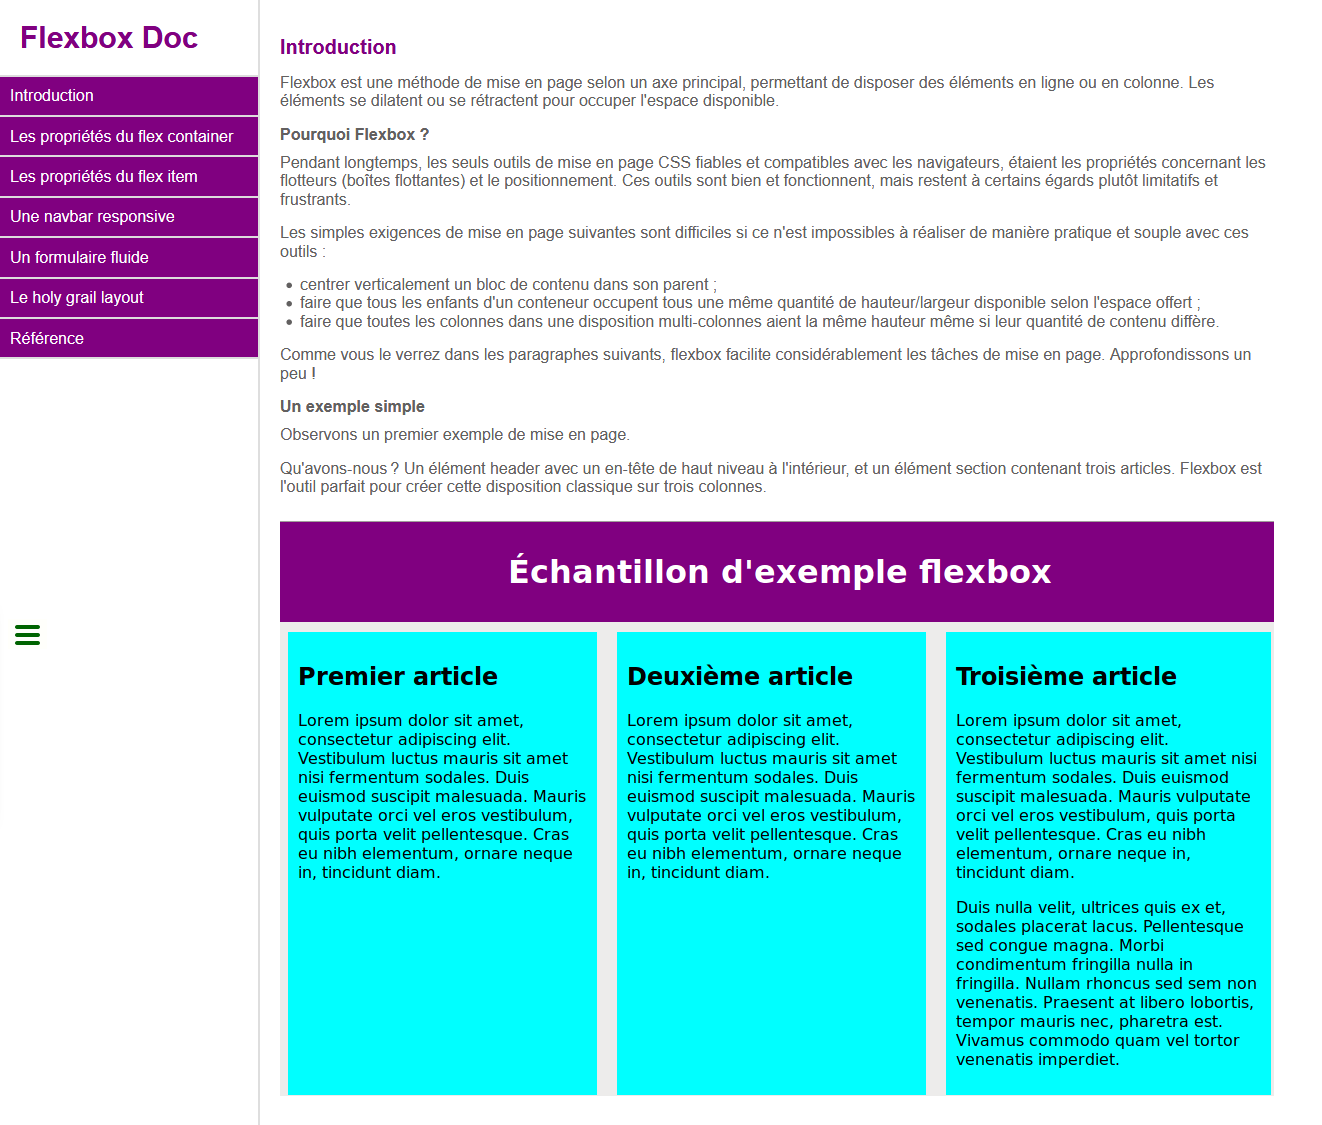 Flexbox Doc
Introduction
Les propriétés du flex container
Les propriétés du flex item
Une navbar responsive
Un formulaire fluide
Le holy grail layout
Référence
Introduction
Flexbox est une méthode de mise en page selon un axe principal, permettant de disposer des éléments en ligne ou en colonne. Les
éléments se dilatent ou se rétractent pour occuper l'espace disponible.
Pourquoi Flexbox ?
Pendant longtemps, les seuls outils de mise en page CSS fiables et compatibles avec les navigateurs, étaient les propriétés concernant les
flotteurs (boîtes flottantes) et le positionnement. Ces outils sont bien et fonctionnent, mais restent à certains égards plutôt limitatifs et
frustrants.
Les simples exigences de mise en page suivantes sont difficiles si ce n'est impossibles à réaliser de manière pratique et souple avec ces
outils :
• centrer verticalement un bloc de contenu dans son parent ;
• faire que tous les enfants d'un conteneur occupent tous une même quantité de hauteur/largeur disponible selon l'espace offert ;
• faire que toutes les colonnes dans une disposition multi-colonnes aient la même hauteur même si leur quantité de contenu diffère.
Comme vous le verrez dans les paragraphes suivants, flexbox facilite considérablement les tâches de mise en page. Approfondissons un
peu !
Un exemple simple
Observons un premier exemple de mise en page.
Qu'avons-nous ? Un élément header avec un en-tête de haut niveau à l'intérieur, et un élément section contenant trois articles. Flexbox est
l'outil parfait pour créer cette disposition classique sur trois colonnes.
Échantillon d'exemple flexbox
Premier article
Lorem ipsum dolor sit amet,
consectetur adipiscing elit.
Vestibulum luctus mauris sit amet
nisi fermentum sodales. Duis
euismod suscipit malesuada. Mauris
vulputate orci vel eros vestibulum,
quis porta velit pellentesque. Cras
eu nibh elementum, ornare neque
in, tincidunt diam.
Deuxième article
Lorem ipsum dolor sit amet,
consectetur adipiscing elit.
Vestibulum luctus mauris sit amet
nisi fermentum sodales. Duis
euismod suscipit malesuada. Mauris
vulputate orci vel eros vestibulum,
quis porta velit pellentesque. Cras
eu nibh elementum, ornare neque
in, tincidunt diam.
Troisième article
Lorem ipsum dolor sit amet,
consectetur adipiscing elit.
Vestibulum luctus mauris sit amet nisi
fermentum sodales. Duis euismod
suscipit malesuada. Mauris vulputate
orci vel eros vestibulum, quis porta
velit pellentesque. Cras eu nibh
elementum, ornare neque in,
tincidunt diam.
Duis nulla velit, ultrices quis ex et,
sodales placerat lacus. Pellentesque
sed congue magna. Morbi
condimentum fringilla nulla in
fringilla. Nullam rhoncus sed sem non
venenatis. Praesent at libero lobortis,
tempor mauris nec, pharetra est.
Vivamus commodo quam vel tortor
venenatis imperdiet.